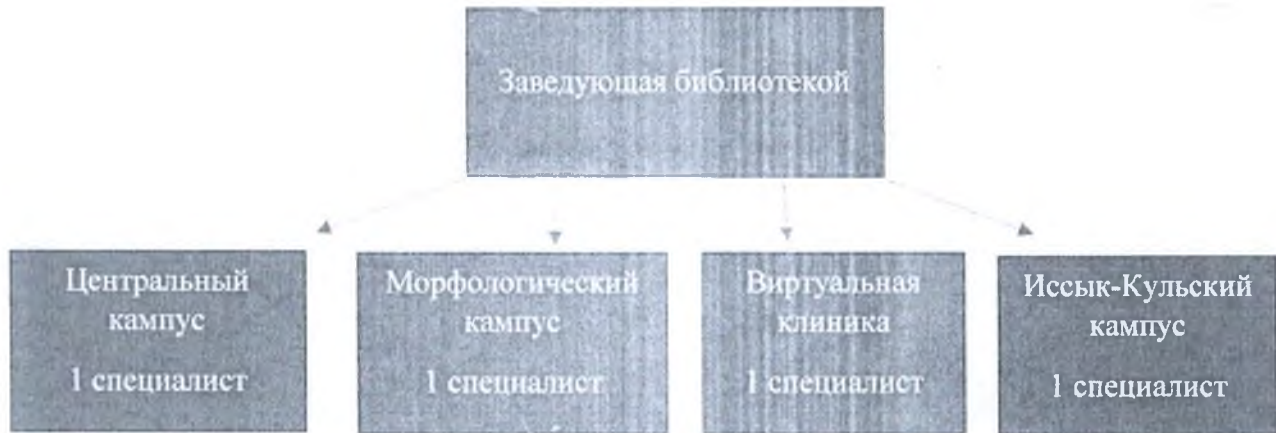 Заведующая библиотекой
Центральный
кампус
1 специалист
Морфологический
кампус
1 специалист
Виртуальная
клиника
1 специалист
Иссык-Кульский
кампус
1 специалист